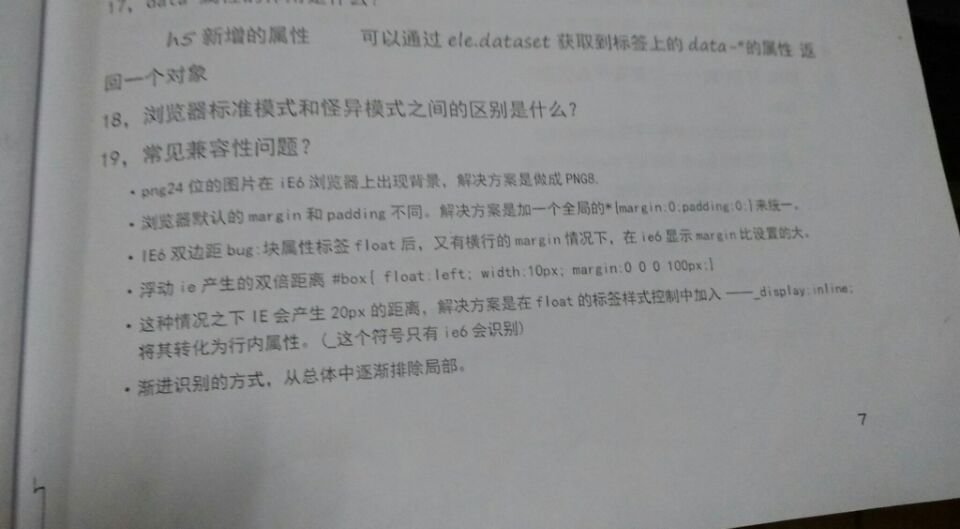 17, data-属性的作用是什么?
h5 新增的属性 可以通过 ele.dataset 获取到标签上的 data-*的属性 返
回一个对象
18, 浏览器标准模式和怪异模式之间的区别是什么?
19, 常见兼容性问题?
• png24 位的图片在 iE6 浏览器上出现背景, 解决方案是做成 PNG8.
• 浏览器默认的 margin 和 padding 不同。解决方案是加一个全局的*{margin:0;padding:0;}来统一。
• IE6 双边距 bug:块属性标签 float 后, 又有横行的 margin 情况下, 在 ie6 显示 margin 比设置的大。
• 浮动 ie 产生的双倍距离 #box{ float:left; width:10px; margin:0 0 0 100px;}
• 这种情况之下 IE 会产生 20px 的距离, 解决方案是在 float 的标签样式控制中加入 ——_display:inline;
将其转化为行内属性。(_这个符号只有 ie6 会识别)
• 渐进识别的方式, 从总体中逐渐排除局部。
7